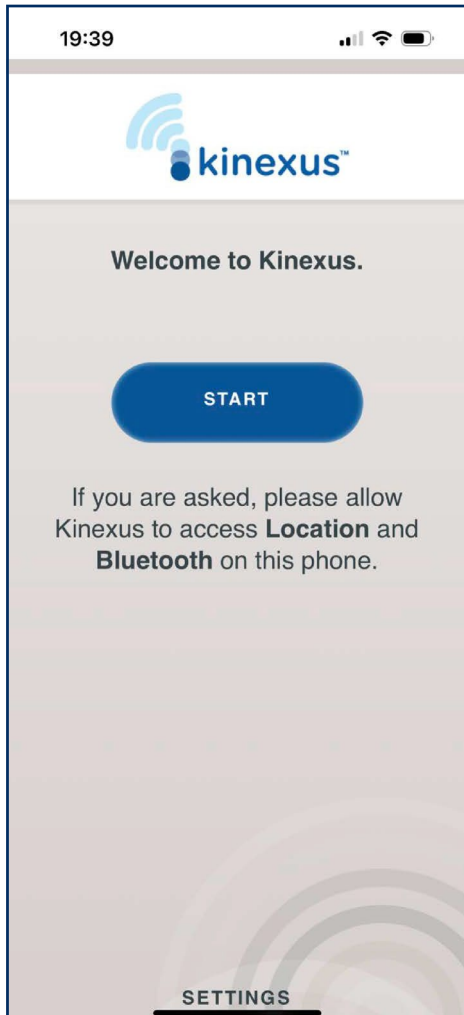 19:39
kinexus™
Welcome to Kinexus.
START
If you are asked, please allow
Kinexus to access Location and
Bluetooth on this phone.
SETTINGS